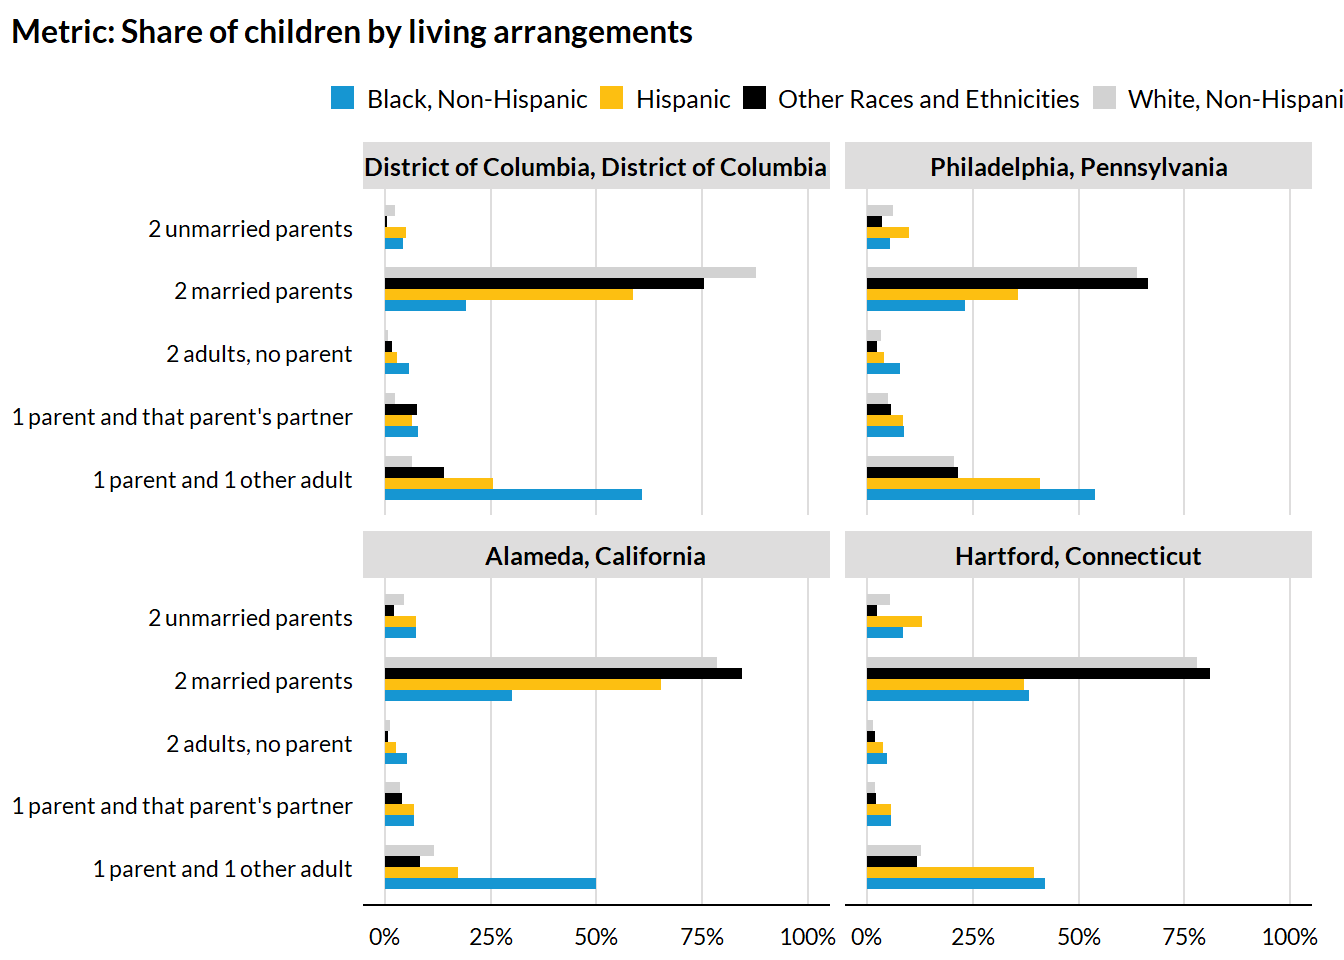 Metric: Share of children by living arrangements
Black, Non-Hispanic Hispanic Other Races and Ethnicities White, Non-Hispani
District of Columbia, District of Columbia Philadelphia, Pennsylvania
2 unmarried parents
2 married parents
2 adults, no parent
1 parent and that parent's partner
1 parent and 1 other adult
Alameda, California Hartford, Connecticut
2 unmarried parents
2 married parents
2 adults, no parent
1 parent and that parent's partner
1 parent and 1 other adult
0% 25% 50% 75% 100% 0% 25% 50% 75% 100%